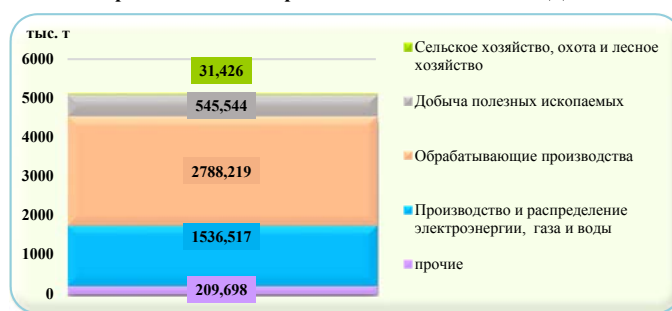 тыс. т
6000
5000
4000
3000
2000
1000
0
31,426
545,544
2788,219
1536,517
209,698
Сельское хозяйство, охота и лесное
хозяйство
Добыча полезных ископаемых
Обрабатывающие производства
Производство и распределение
электроэнергии, газа и воды
прочие